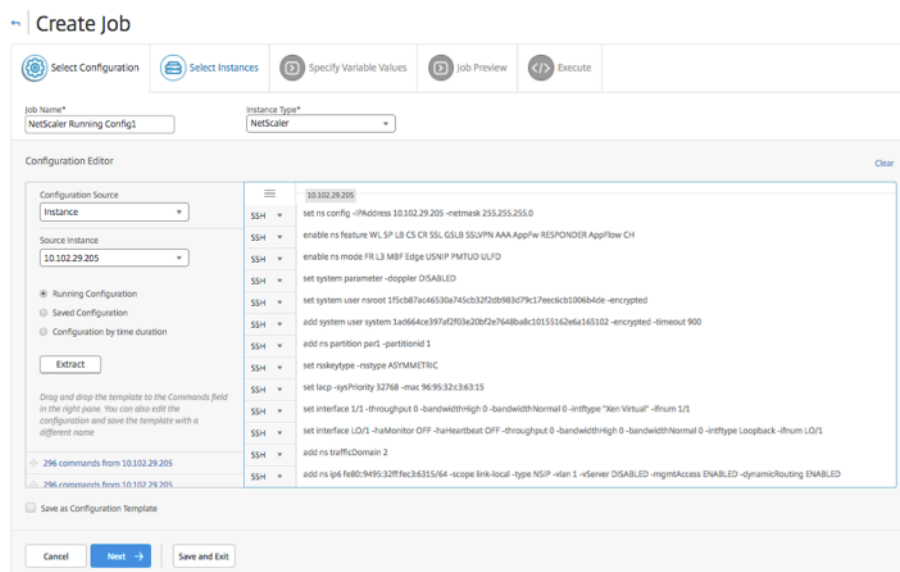 Create Job
Select Configuration
Select Instances
Specify Variable Values
Job Preview
Execute
Job Name*
Instance Type*
NetScaler Running Config1
NetScaler
Configuration Editor
Clear
Configuration Source
Instance
Source Instance
10.102.29.205
Running Configuration
Saved Configuration
Configuration by time duration
Extract
Drag and drop the template to the Commands field
in the right pane. You can also edit the
configuration and save the template with a
different name
296 commands from 10.102.29.205
296 commands from 10.102.29.205
10.102.29.205
SSH set ns config -IPAddress 10.102.29.205 -netmask 255.255.255.0
SSH enable ns feature WL SP LB CS CR SSL GSLB SSLVPN AAA AppFw RESPONDER AppFlow CH
SSH enable ns mode FR L3 MBF Edge USNIP PMTUD ULFD
SSH set system parameter -doppler DISABLED
SSH set system user nsroot 1f5cb87ac46530a745cb32f2db983d79c17eec6cb1006b4de -encrypted
SSH add system user system 1ad664ce397af2f03e20bf2e7648ba8c10155162e6a165102 -encrypted -timeout 900
SSH add ns partition par1 -partitionid 1
SSH set rsskeytype -rsstype ASYMMETRIC
SSH set lacp -sysPriority 32768 -mac 96:95:32:c3:63:15
SSH set interface 1/1 -throughput 0 -bandwidthHigh 0 -bandwidthNormal 0 -intftype "Xen Virtual" -ifnum 1/1
SSH set interface LO/1 -haMonitor OFF -haHeartbeat OFF -throughput 0 -bandwidthHigh 0 -bandwidthNormal 0 -intftype Loopback -ifnum LO/1
SSH add ns trafficDomain 2
SSH add ns ip6 fe80::9495:32ff:fec3:6315/64 -scope link-local -type NSIP -vlan 1 -vServer DISABLED -mgmtAccess ENABLED -dynamicRouting ENABLED
Save as Configuration Template
Cancel
Next
Save and Exit